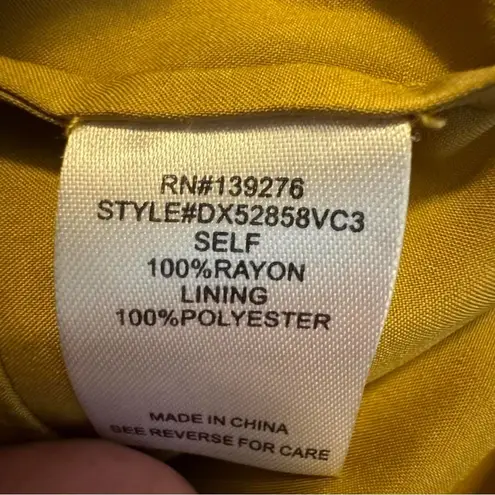 RN#139276
STYLE#DX52858VC3
SELF
100%RAYON
LINING
100%POLYESTER
MADE IN CHINA
SEE REVERSE FOR CARE